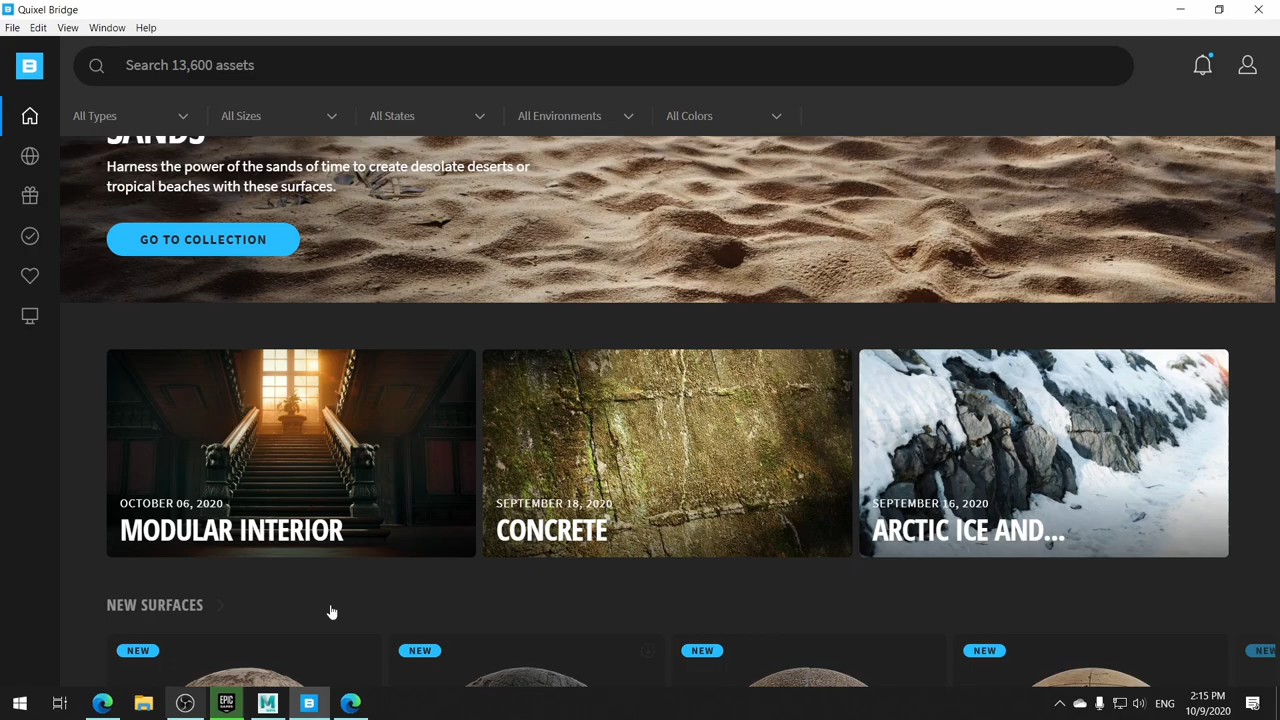 Quixel Bridge
File Edit View Window Help
Search 13,600 assets
All Types All Sizes All States All Environments All Colors
SANDS
Harness the power of the sands of time to create desolate deserts or
tropical beaches with these surfaces.
GO TO COLLECTION
OCTOBER 06, 2020
MODULAR INTERIOR
SEPTEMBER 18, 2020
CONCRETE
SEPTEMBER 16, 2020
ARCTIC ICE AND...
NEW SURFACES
NEW NEW NEW NEW NEW
EPIC
GAMES
M
ENG
2:15 PM
10/9/2020